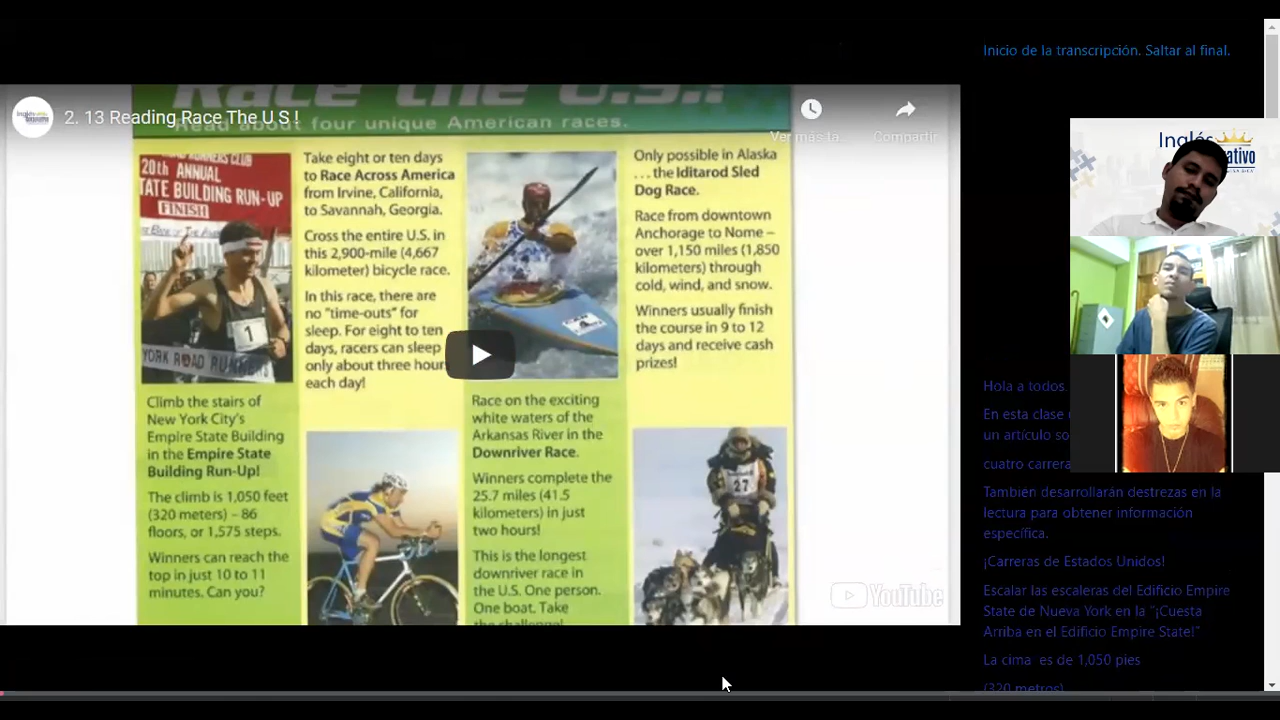 Race the U.S.!
2. 13 Reading Race The U S !
Read about four unique American races.
Ver más ta...
Compartir
20th ANNUAL
BUILDING RUN-UP
FINISH
1
YORK ROAD RUNNERS
Climb the stairs of
New York City's
Empire State Building
in the Empire State
Building Run-Up!
The climb is 1,050 feet
(320 meters) – 86
floors, or 1,575 steps.
Winners can reach the
top in just 10 to 11
minutes. Can you?
Take eight or ten days
to Race Across America
from Irvine, California,
to Savannah, Georgia.
Cross the entire U.S. in
this 2,900-mile (4,667
kilometer) bicycle race.
In this race, there are
no "time-outs" for
sleep. For eight to ten
days, racers can sleep
only about three hour
each day!
Race on the exciting
white waters of the
Arkansas River in the
Downriver Race.
Winners complete the
25.7 miles (41.5
kilometers) in just
two hours!
This is the longest
downriver race in
the U.S. One person.
One boat. Take
the challenge!
Only possible in Alaska
. . . the Iditarod Sled
Dog Race.
Race from downtown
Anchorage to Nome –
over 1,150 miles (1,850
kilometers) through
cold, wind, and snow.
Winners usually finish
the course in 9 to 12
days and receive cash
prizes!
27
YouTube
Inicio de la transcripción. Saltar al final.
Inglés
Hola a todos.
En esta clase
un artículo
cuatro
También desarrollarán destrezas en la
lectura para obtener información
específica.
¡Carreras de Estados Unidos!
Escalar las escaleras del Edificio Empire
State de Nueva York en la "¡Cuesta
Arriba en el Edificio Empire State!"
La cima es de 1,050 pies
(320 metros)